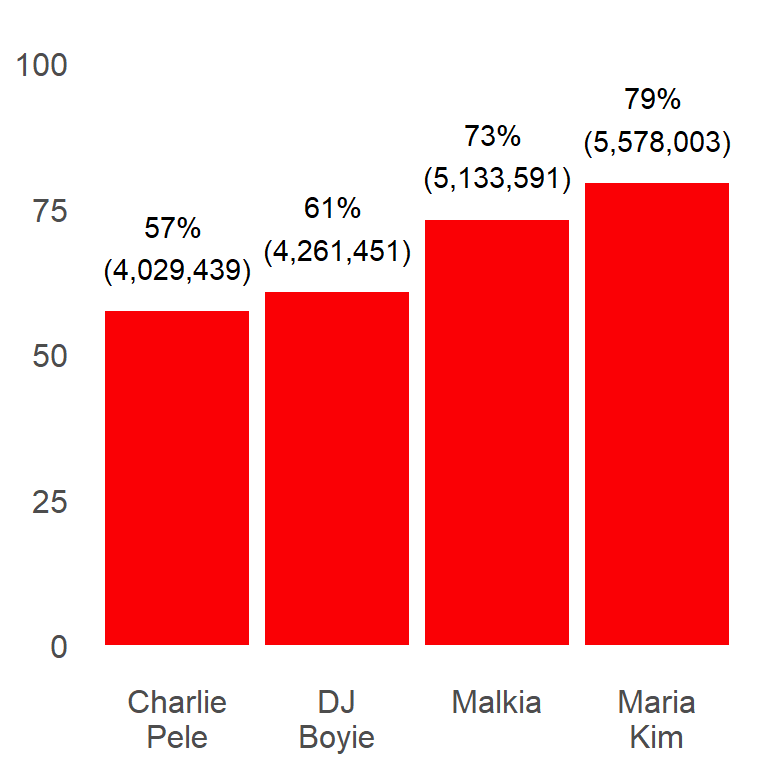 100
75
50
25
0
57%
(4,029,439)
61%
(4,261,451)
73%
(5,133,591)
79%
(5,578,003)
Charlie
Pele
DJ
Boyie
Malkia
Maria
Kim